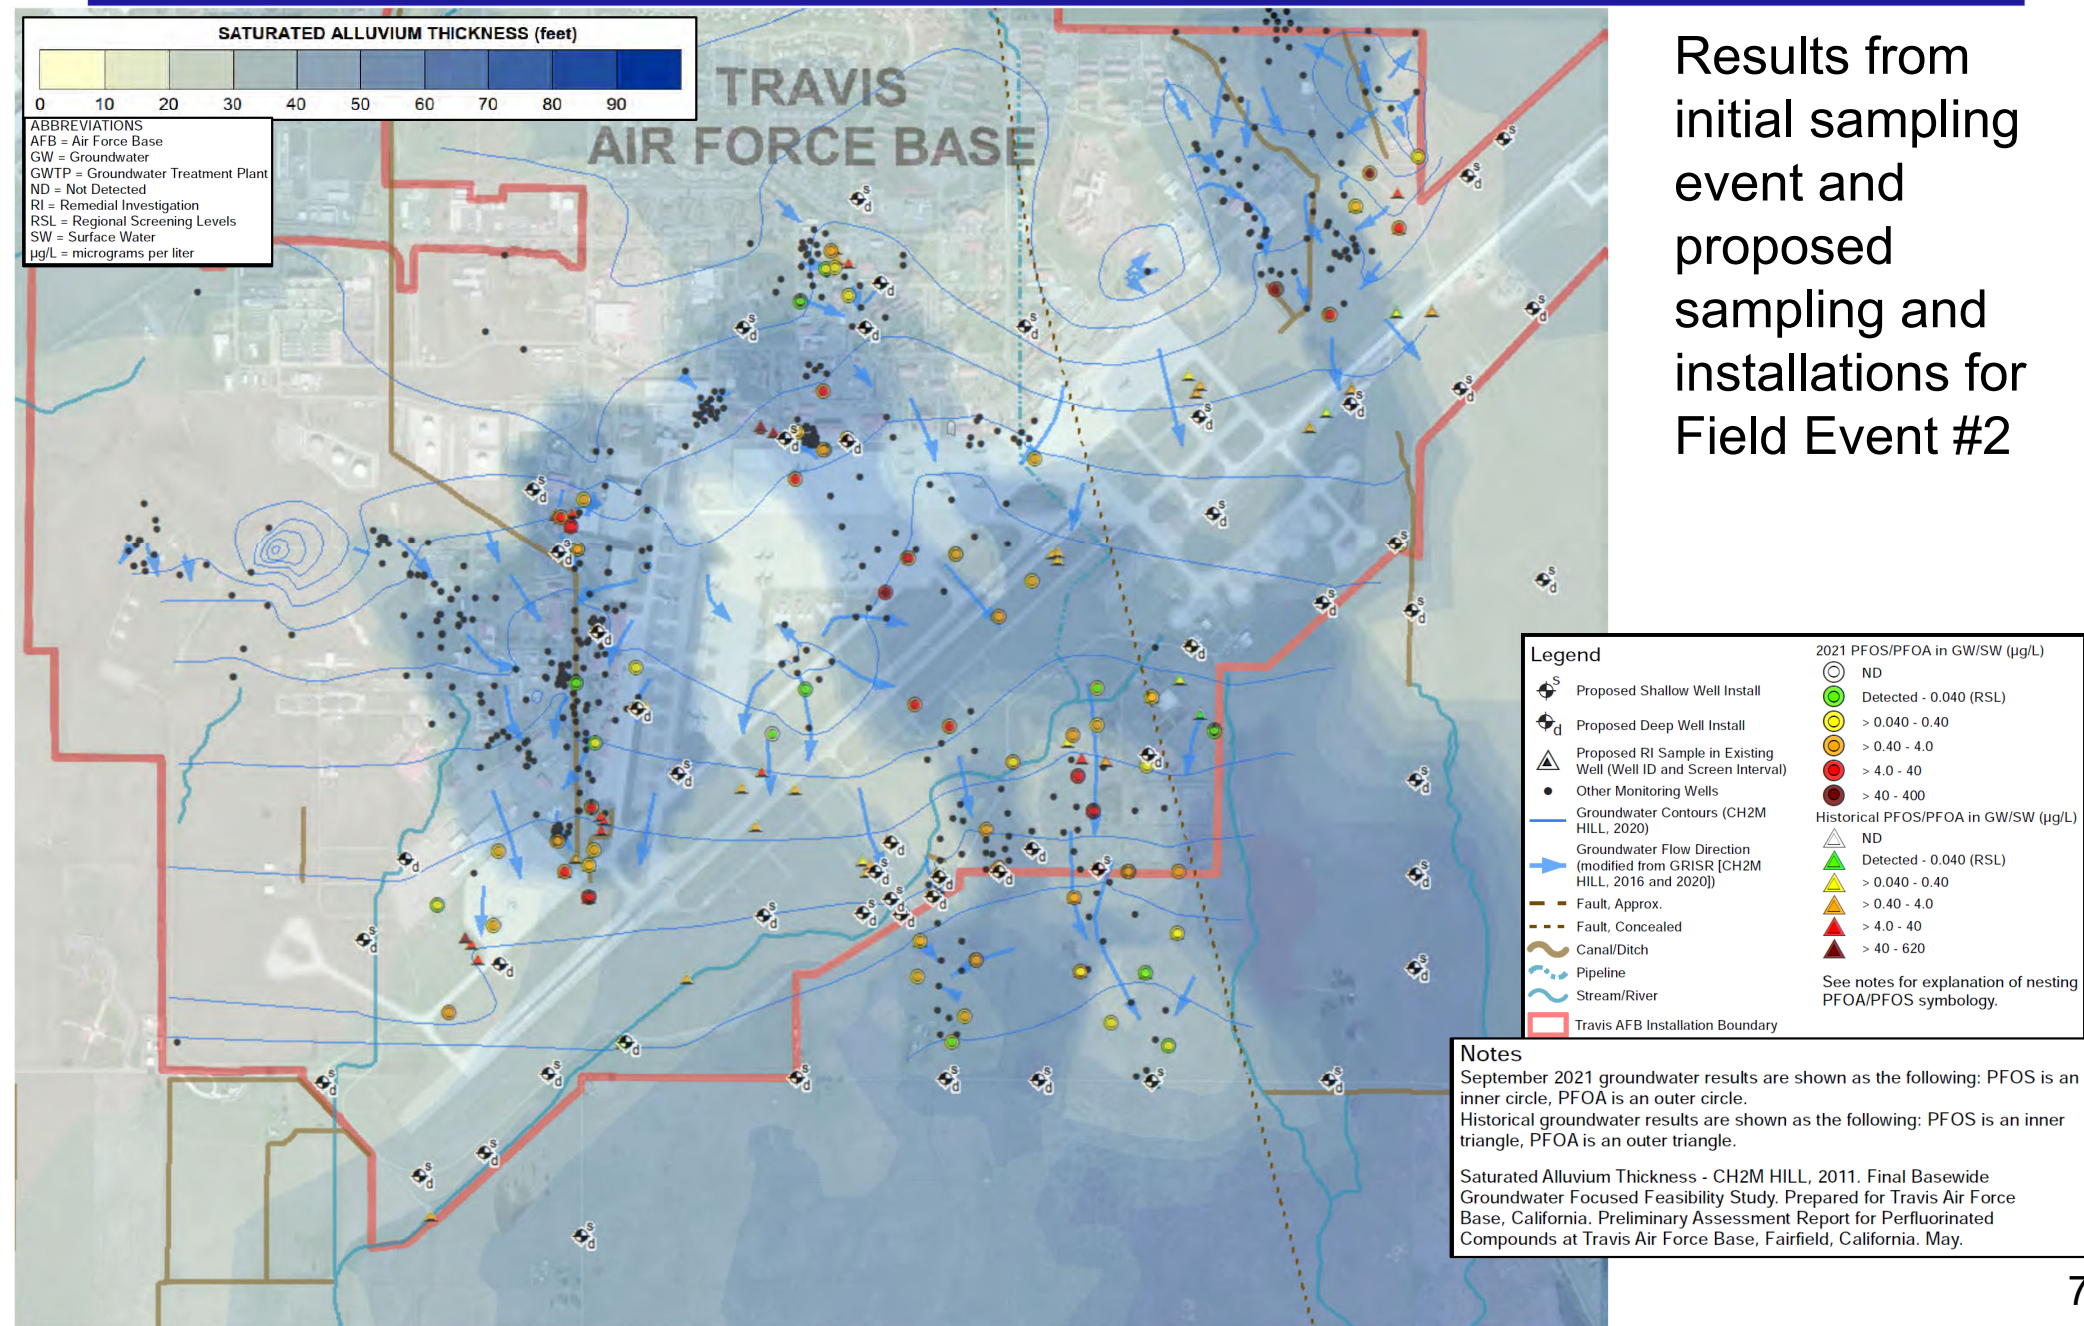 SATURATED ALLUVIUM THICKNESS (feet)
0 10 20 30 40 50 60 70 80 90
ABBREVIATIONS
AFB = Air Force Base
GW = Groundwater
GWTP = Groundwater Treatment Plant
ND = Not Detected
RI = Remedial Investigation
RSL = Regional Screening Levels
SW = Surface Water
µg/L = micrograms per liter
TRAVIS
AIR FORCE BASE
Results from
initial sampling
event and
proposed
sampling and
installations for
Field Event #2
Legend
s
Proposed Shallow Well Install
d
Proposed Deep Well Install
Proposed RI Sample in Existing
Well (Well ID and Screen Interval)
Other Monitoring Wells
Groundwater Contours (CH2M
HILL, 2020)
Groundwater Flow Direction
(modified from GRISR [CH2M
HILL, 2016 and 2020])
Fault, Approx.
Fault, Concealed
Canal/Ditch
Pipeline
Stream/River
Travis AFB Installation Boundary
2021 PFOS/PFOA in GW/SW (µg/L)
ND
Detected - 0.040 (RSL)
> 0.040 - 0.40
> 0.40 - 4.0
> 4.0 - 40
> 40 - 400
Historical PFOS/PFOA in GW/SW (µg/L)
ND
Detected - 0.040 (RSL)
> 0.040 - 0.40
> 0.40 - 4.0
> 4.0 - 40
> 40 - 620
See notes for explanation of nesting
PFOA/PFOS symbology.
Notes
September 2021 groundwater results are shown as the following: PFOS is an
inner circle, PFOA is an outer circle.
Historical groundwater results are shown as the following: PFOS is an inner
triangle, PFOA is an outer triangle.
Saturated Alluvium Thickness - CH2M HILL, 2011. Final Basewide
Groundwater Focused Feasibility Study. Prepared for Travis Air Force
Base, California. Preliminary Assessment Report for Perfluorinated
Compounds at Travis Air Force Base, Fairfield, California. May.
7